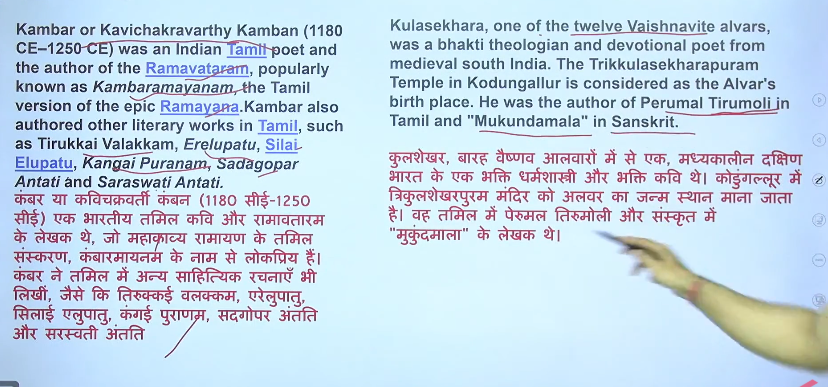 Kambar or Kavichakravarthy Kamban (1180
CE–1250 CE) was an Indian Tamil poet and
the author of the Ramavataram, popularly
known as Kambaramayanam, the Tamil
version of the epic Ramayana.Kambar also
authored other literary works in Tamil, such
as Tirukkai Valakkam, Erelupatu, Silai
Elupatu, Kangai Puranam, Sadagopar
Antati and Saraswati Antati.
कंबर या कविचक्रवर्ती कंबन (1180 सीई-1250
सीई) एक भारतीय तमिल कवि और रामावतारम
के लेखक थे, जो महाकाव्य रामायण के तमिल
संस्करण, कंबारमायनम के नाम से लोकप्रिय हैं।
कंबर ने तमिल में अन्य साहित्यिक रचनाएँ भी
लिखीं, जैसे कि तिरुक्कई वलक्कम, एरेलुपातु,
सिलाई एलुपातु, कंगई पुराणम, सदगोपर अंतति
और सरस्वती अंतति
Kulasekhara, one of the twelve Vaishnavite alvars,
was a bhakti theologian and devotional poet from
medieval south India. The Trikkulasekharapuram
Temple in Kodungallur is considered as the Alvar's
birth place. He was the author of Perumal Tirumoli in
Tamil and "Mukundamala" in Sanskrit.
कुलशेखर, बारह वैष्णव आलवारों में से एक, मध्यकालीन दक्षिण
भारत के एक भक्ति धर्मशास्त्री और भक्ति कवि थे। कोडुंगल्लूर में
त्रिकुलशेखरपुरम मंदिर को अलवर का जन्म स्थान माना जाता
है। वह तमिल में पेरुमल तिरुमोली और संस्कृत में
"मुकुंदमाला" के लेखक थे।